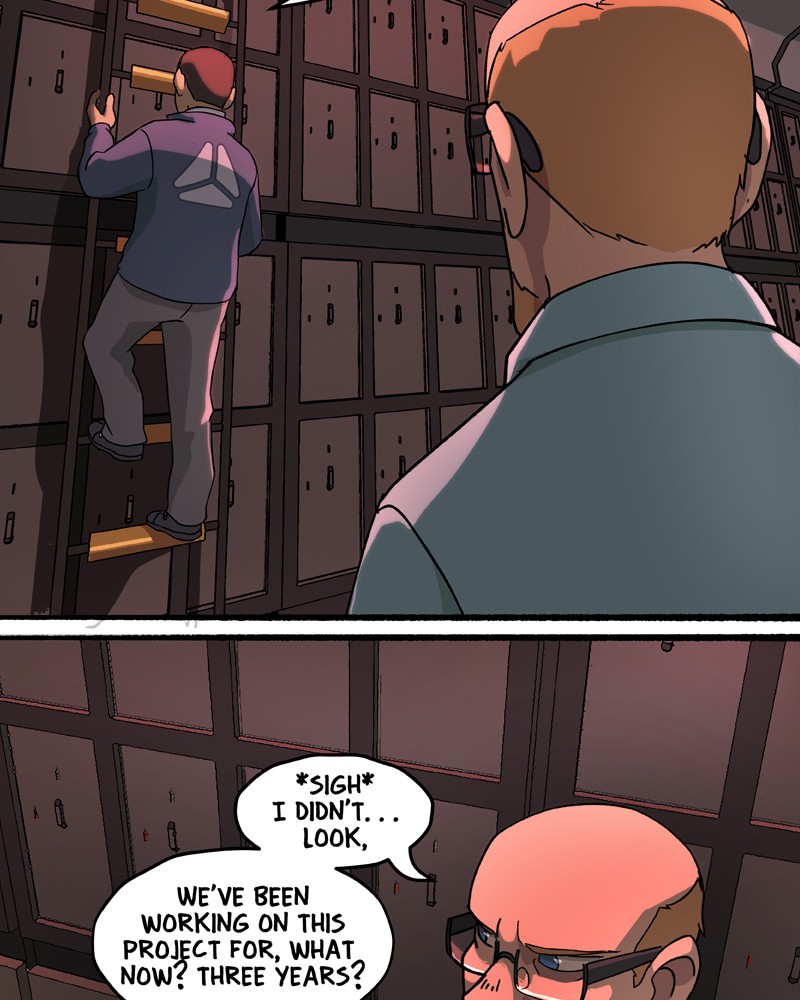 *SIGH*
I DIDN'T...
LOOK,
WE'VE BEEN
WORKING ON THIS
PROJECT FOR, WHAT
NOW? THREE YEARS?